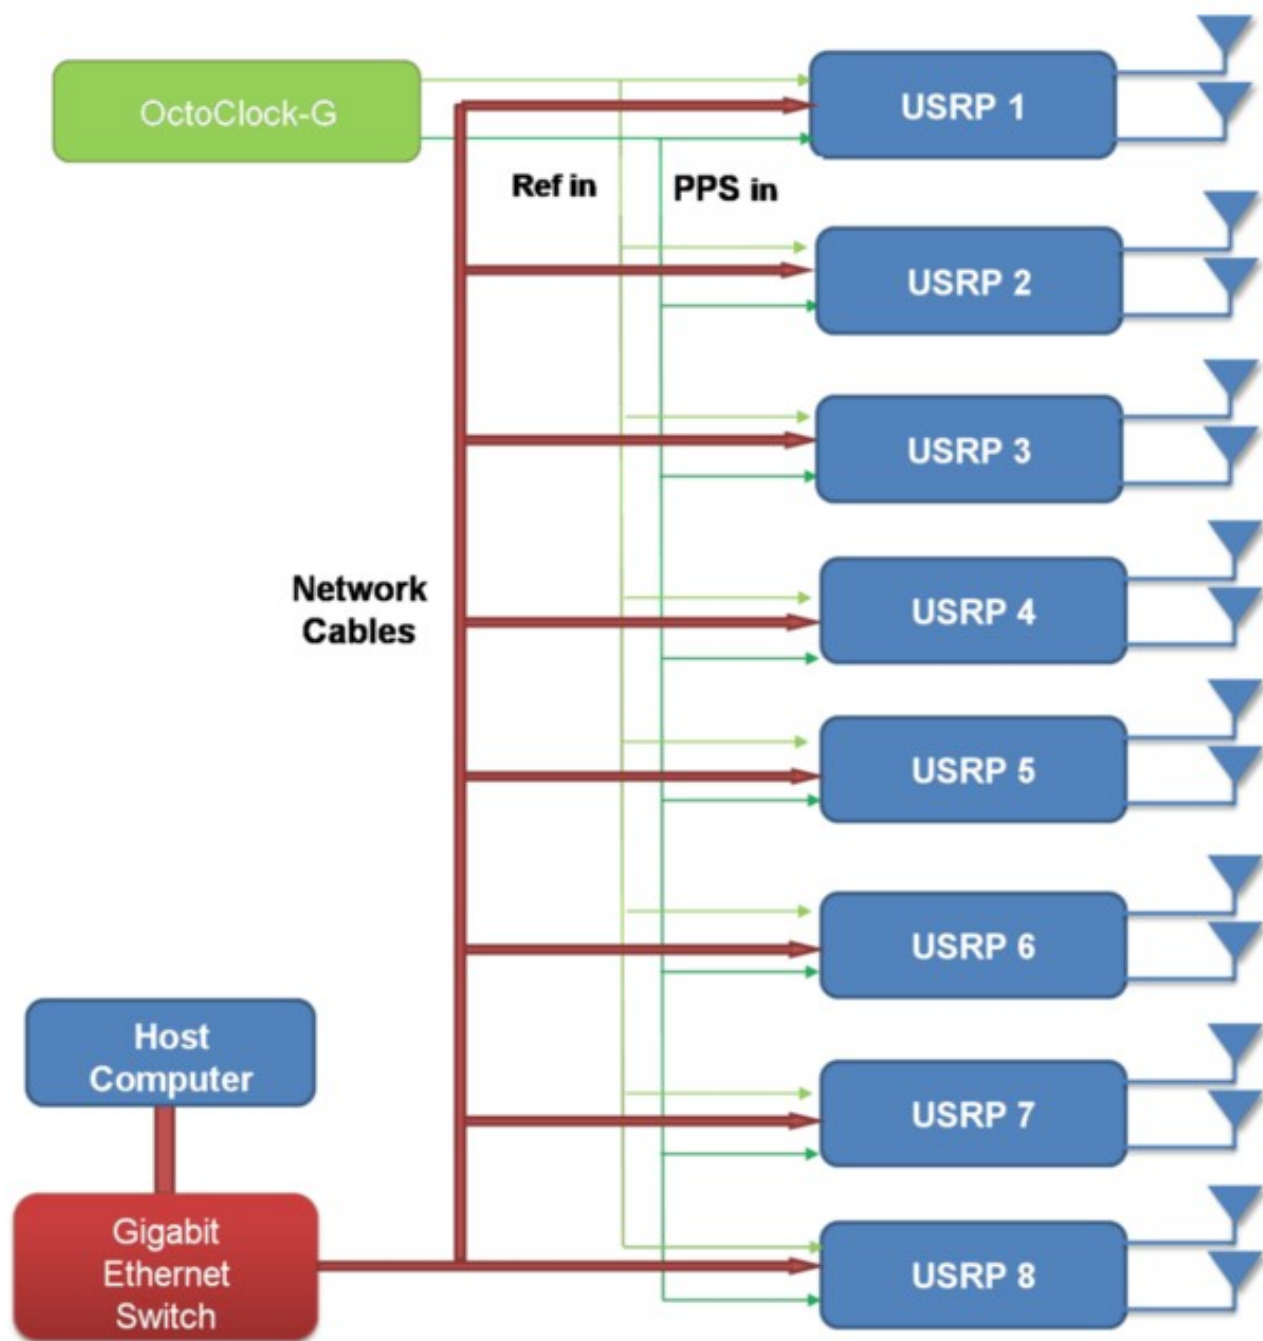 OctoClock-G
USRP 1
Ref in
PPS in
USRP 2
USRP 3
Network
Cables
USRP 4
USRP 5
USRP 6
Host
Computer
USRP 7
Gigabit
Ethernet
Switch
USRP 8